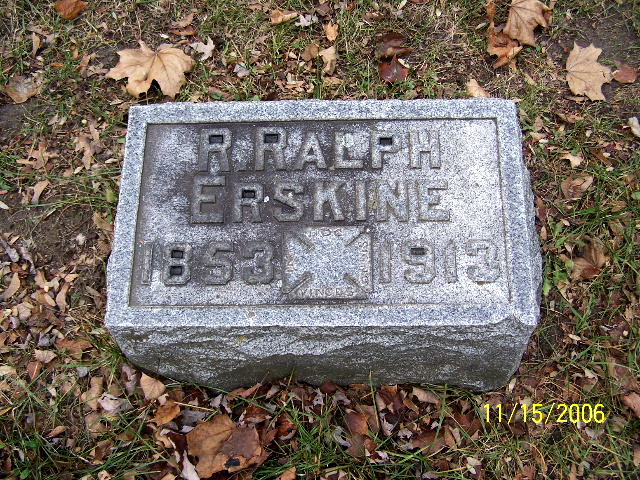 R. RALPH
ERSKINE
1853 1913
11/15/2006